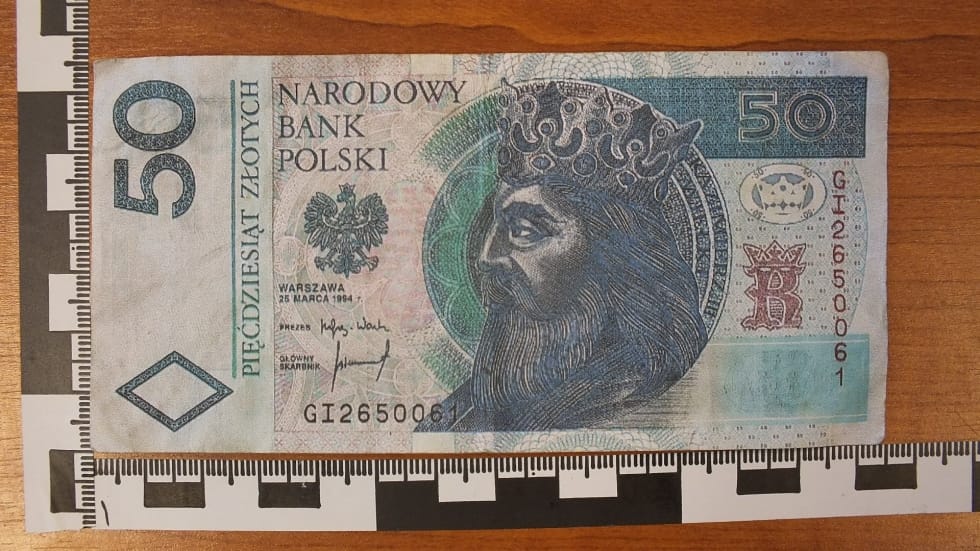 50
PIĘĆDZIESIĄT ZŁOTYCH
NARODOWY
BANK
POLSKI
WARSZAWA
25 MARCA 1994 r.
PREZES
GŁÓWNY
SKARBNIK
GI2650061
50
GI2650061